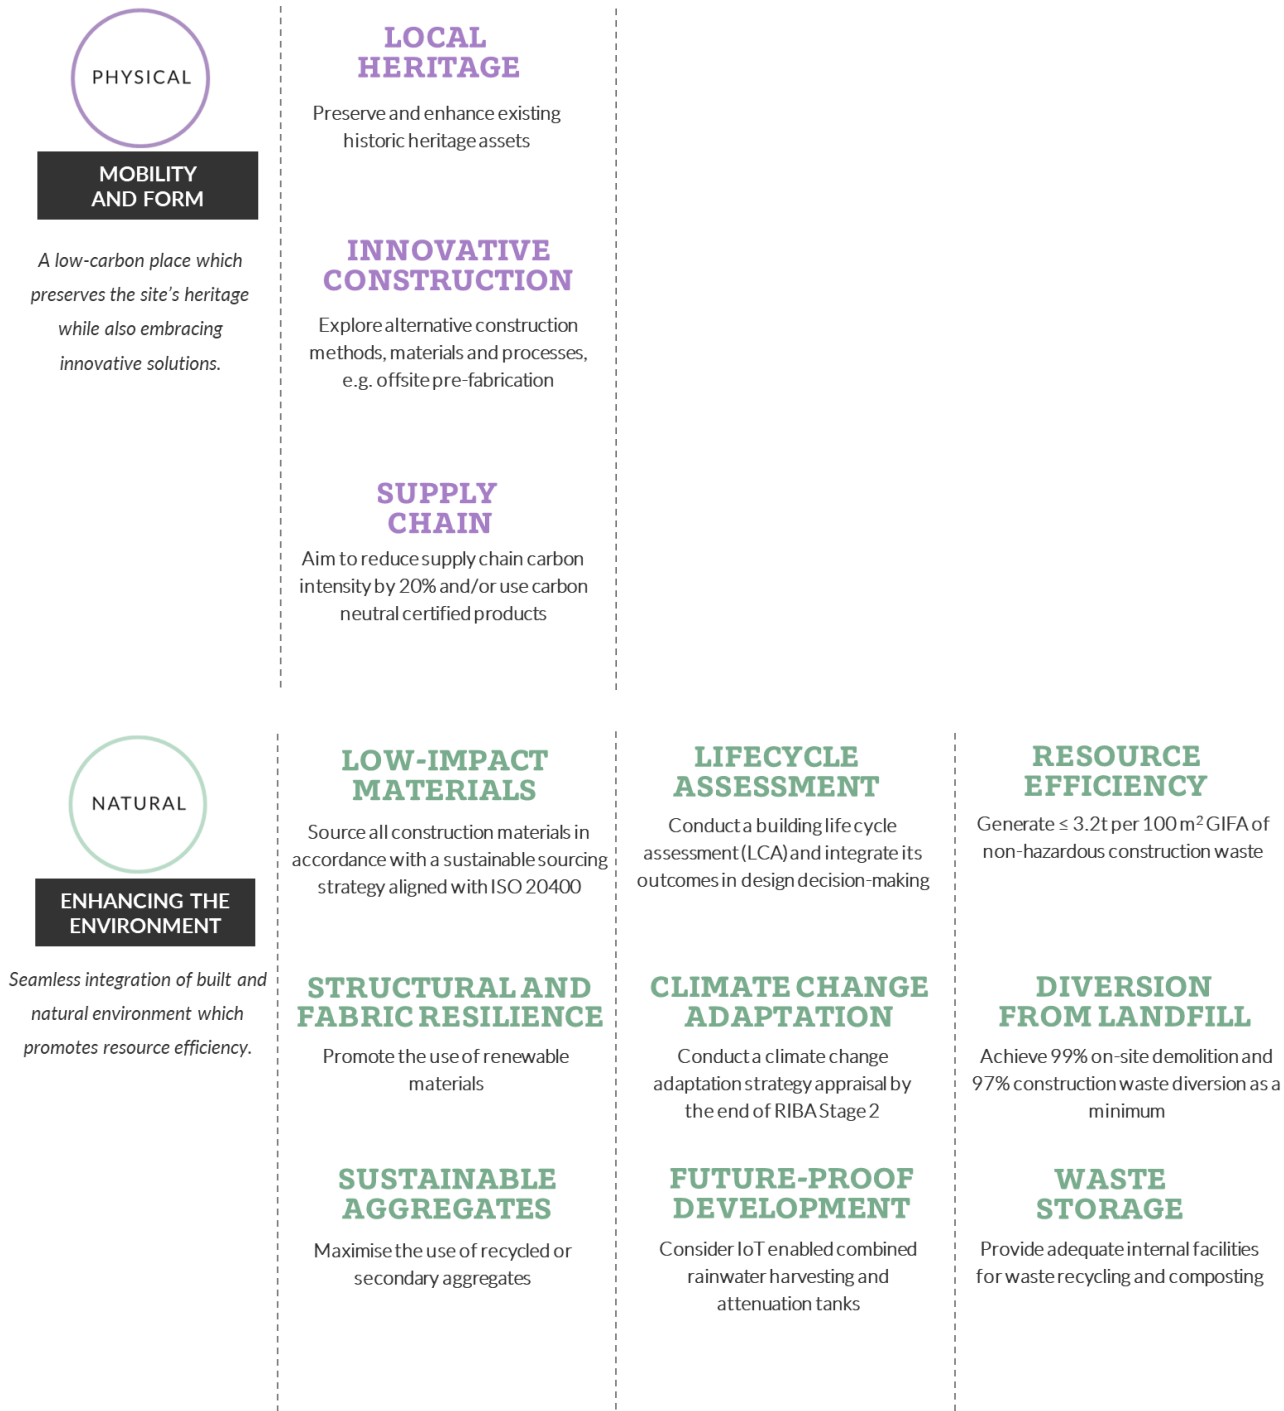 PHYSICAL
MOBILITY
AND FORM
A low-carbon place which
preserves the site's heritage
while also embracing
innovative solutions.
LOCAL
HERITAGE
Preserve and enhance existing
historic heritage assets
INNOVATIVE
CONSTRUCTION
Explore alternative construction
methods, materials and processes,
e.g. offsite pre-fabrication
SUPPLY
CHAIN
Aim to reduce supply chain carbon
intensity by 20% and/or use carbon
neutral certified products
NATURAL
ENHANCING THE
ENVIRONMENT
Seamless integration of built and
natural environment which
promotes resource efficiency.
LOW-IMPACT
MATERIALS
Source all construction materials in
accordance with a sustainable sourcing
strategy aligned with ISO 20400
STRUCTURAL AND
FABRIC RESILIENCE
Promote the use of renewable
materials
SUSTAINABLE
AGGREGATES
Maximise the use of recycled or
secondary aggregates
LIFECYCLE
ASSESSMENT
Conduct a building life cycle
assessment (LCA) and integrate its
outcomes in design decision-making
CLIMATE CHANGE
ADAPTATION
Conduct a climate change
adaptation strategy appraisal by
the end of RIBA Stage 2
FUTURE-PROOF
DEVELOPMENT
Consider IoT enabled combined
rainwater harvesting and
attenuation tanks
RESOURCE
EFFICIENCY
Generate ≤ 3.2t per 100 m² GIFA of
non-hazardous construction waste
DIVERSION
FROM LANDFILL
Achieve 99% on-site demolition and
97% construction waste diversion as a
minimum
WASTE
STORAGE
Provide adequate internal facilities
for waste recycling and composting